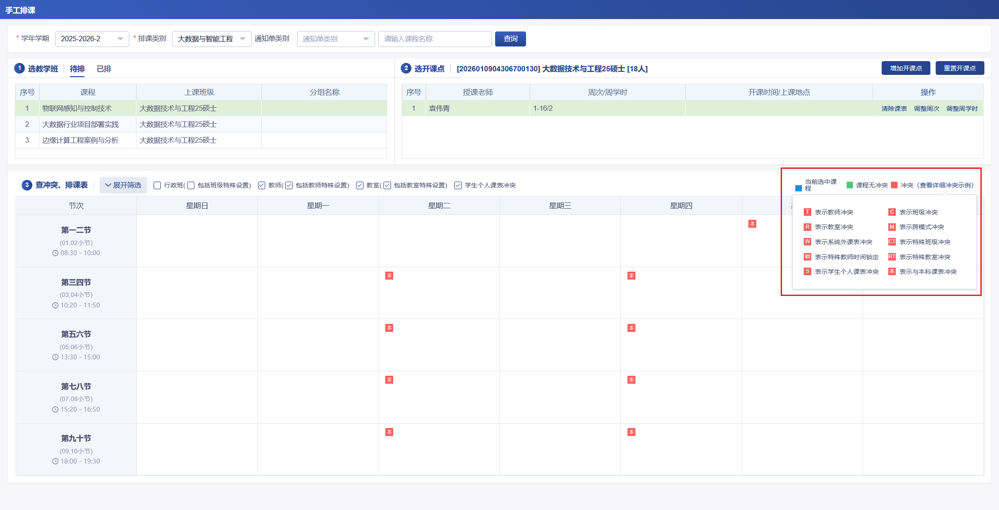 手工排课
* 学年学期 2025-2026-2 * 排课类别 大数据与智能工程 通知单类别 通知单类别 请输入课程名称 查询
1 选教学班 待排 已排
序号 课程 上课班级 分组名称
1 物联网感知与控制技术 大数据技术与工程25硕士
2 大数据行业项目部署实践 大数据技术与工程25硕士
3 边缘计算工程案例与分析 大数据技术与工程25硕士
2 选开课点 [2026010904306700130] 大数据技术与工程25硕士 [18人] 增加开课点 重置开课点
序号 授课老师 周次/周学时 开课时间/上课地点 操作
1 袁伟青 1-16/2 清除课表 调整周次 调整周学时
3 查冲突、排课表 展开筛选 行政班( 包括班级特殊设置) 教师( 包括教师特殊设置) 教室( 包括教室特殊设置) 学生个人课表冲突
当前选中课
程 课程无冲突 冲突 (查看详细冲突示例)
T 表示教师冲突 C 表示班级冲突
R 表示教室冲突 M 表示跨模式冲突
W 表示系统外课表冲突 CT 表示特殊班级冲突
锁 表示特殊教师时间锁定 RT 表示特殊教室冲突
S 表示学生个人课表冲突 本 表示与本科课表冲突
节次 星期日 星期一 星期二 星期三 星期四
第一二节 本
(01,02小节)
08:30 - 10:00
第三四节 本 本
(03,04小节)
10:20 - 11:50
第五六节 本 本
(05,06小节)
13:30 - 15:00
第七八节 本 本
(07,08小节)
15:20 - 16:50
第九十节 本 本
(09,10小节)
18:00 - 19:30